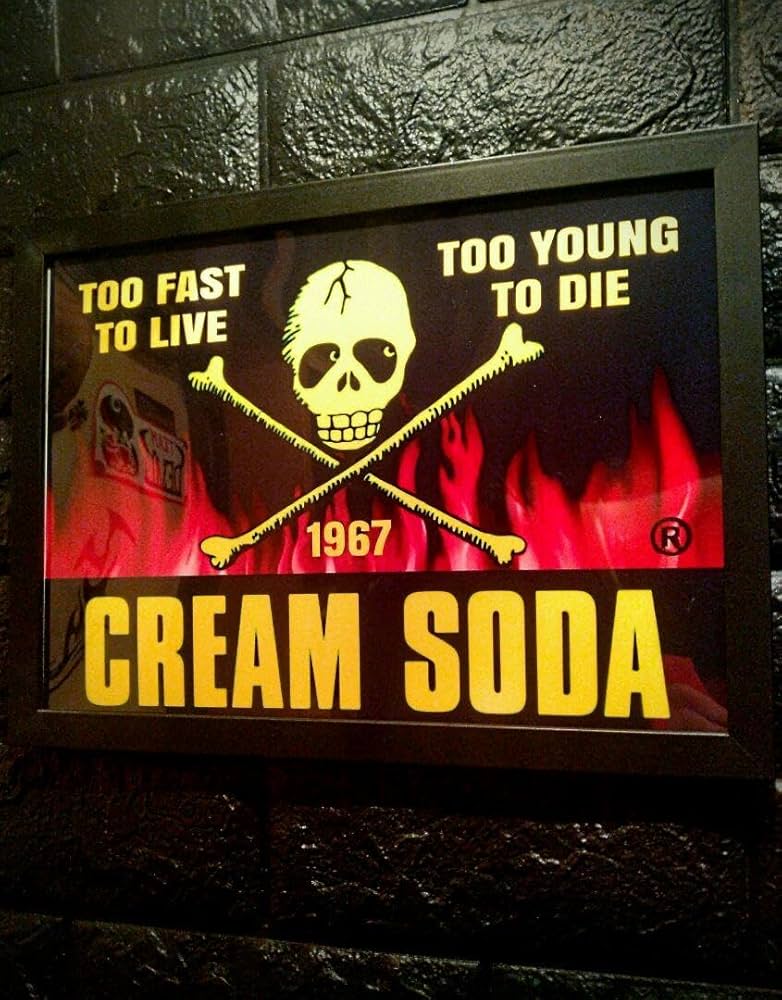 TOO FAST
TO LIVE
TOO YOUNG
TO DIE
1967
®
CREAM SODA